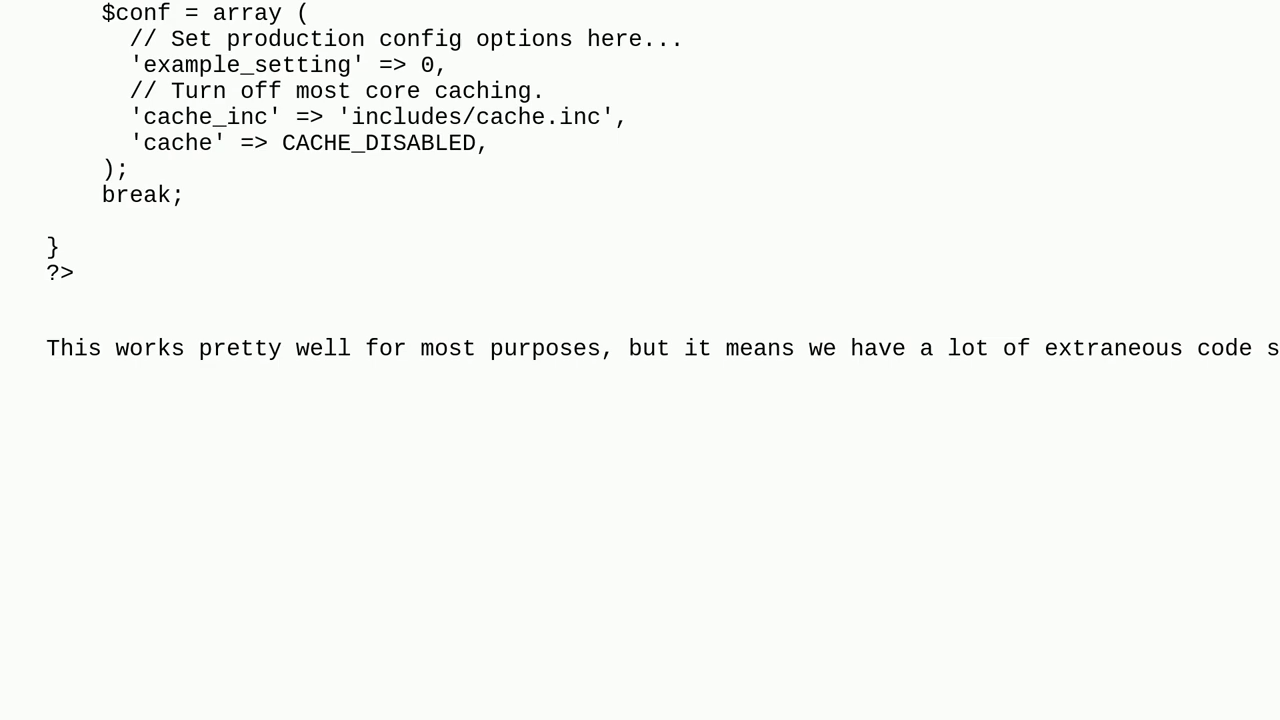 $conf = array (
// Set production config options here...
'example_setting' => 0,
// Turn off most core caching.
'cache_inc' => 'includes/cache.inc',
'cache' => CACHE_DISABLED,
);
break;
}
?>
This works pretty well for most purposes, but it means we have a lot of extraneous code s